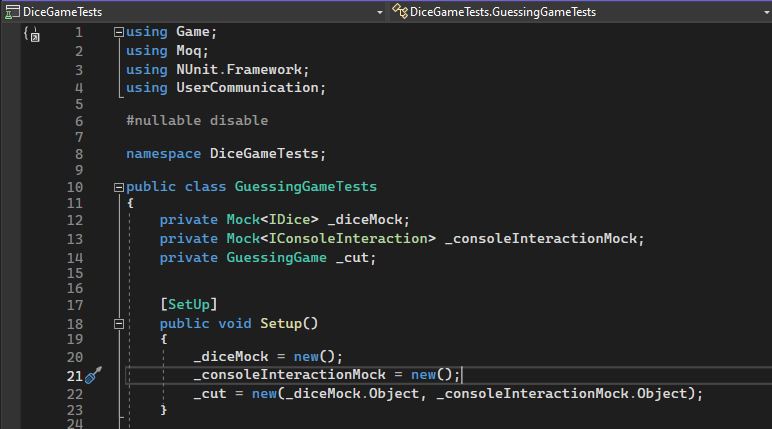 DiceGameTests DiceGameTests.GuessingGameTests
1 using Game;
2 using Moq;
3 using NUnit.Framework;
4 using UserCommunication;
5
6 #nullable disable
7
8 namespace DiceGameTests;
9
10 public class GuessingGameTests
11 {
12 private Mock<IDice> _diceMock;
13 private Mock<IConsoleInteraction> _consoleInteractionMock;
14 private GuessingGame _cut;
15
16
17 [SetUp]
18 public void Setup()
19 {
20 _diceMock = new();
21 _consoleInteractionMock = new();
22 _cut = new(_diceMock.Object, _consoleInteractionMock.Object);
23 }
24